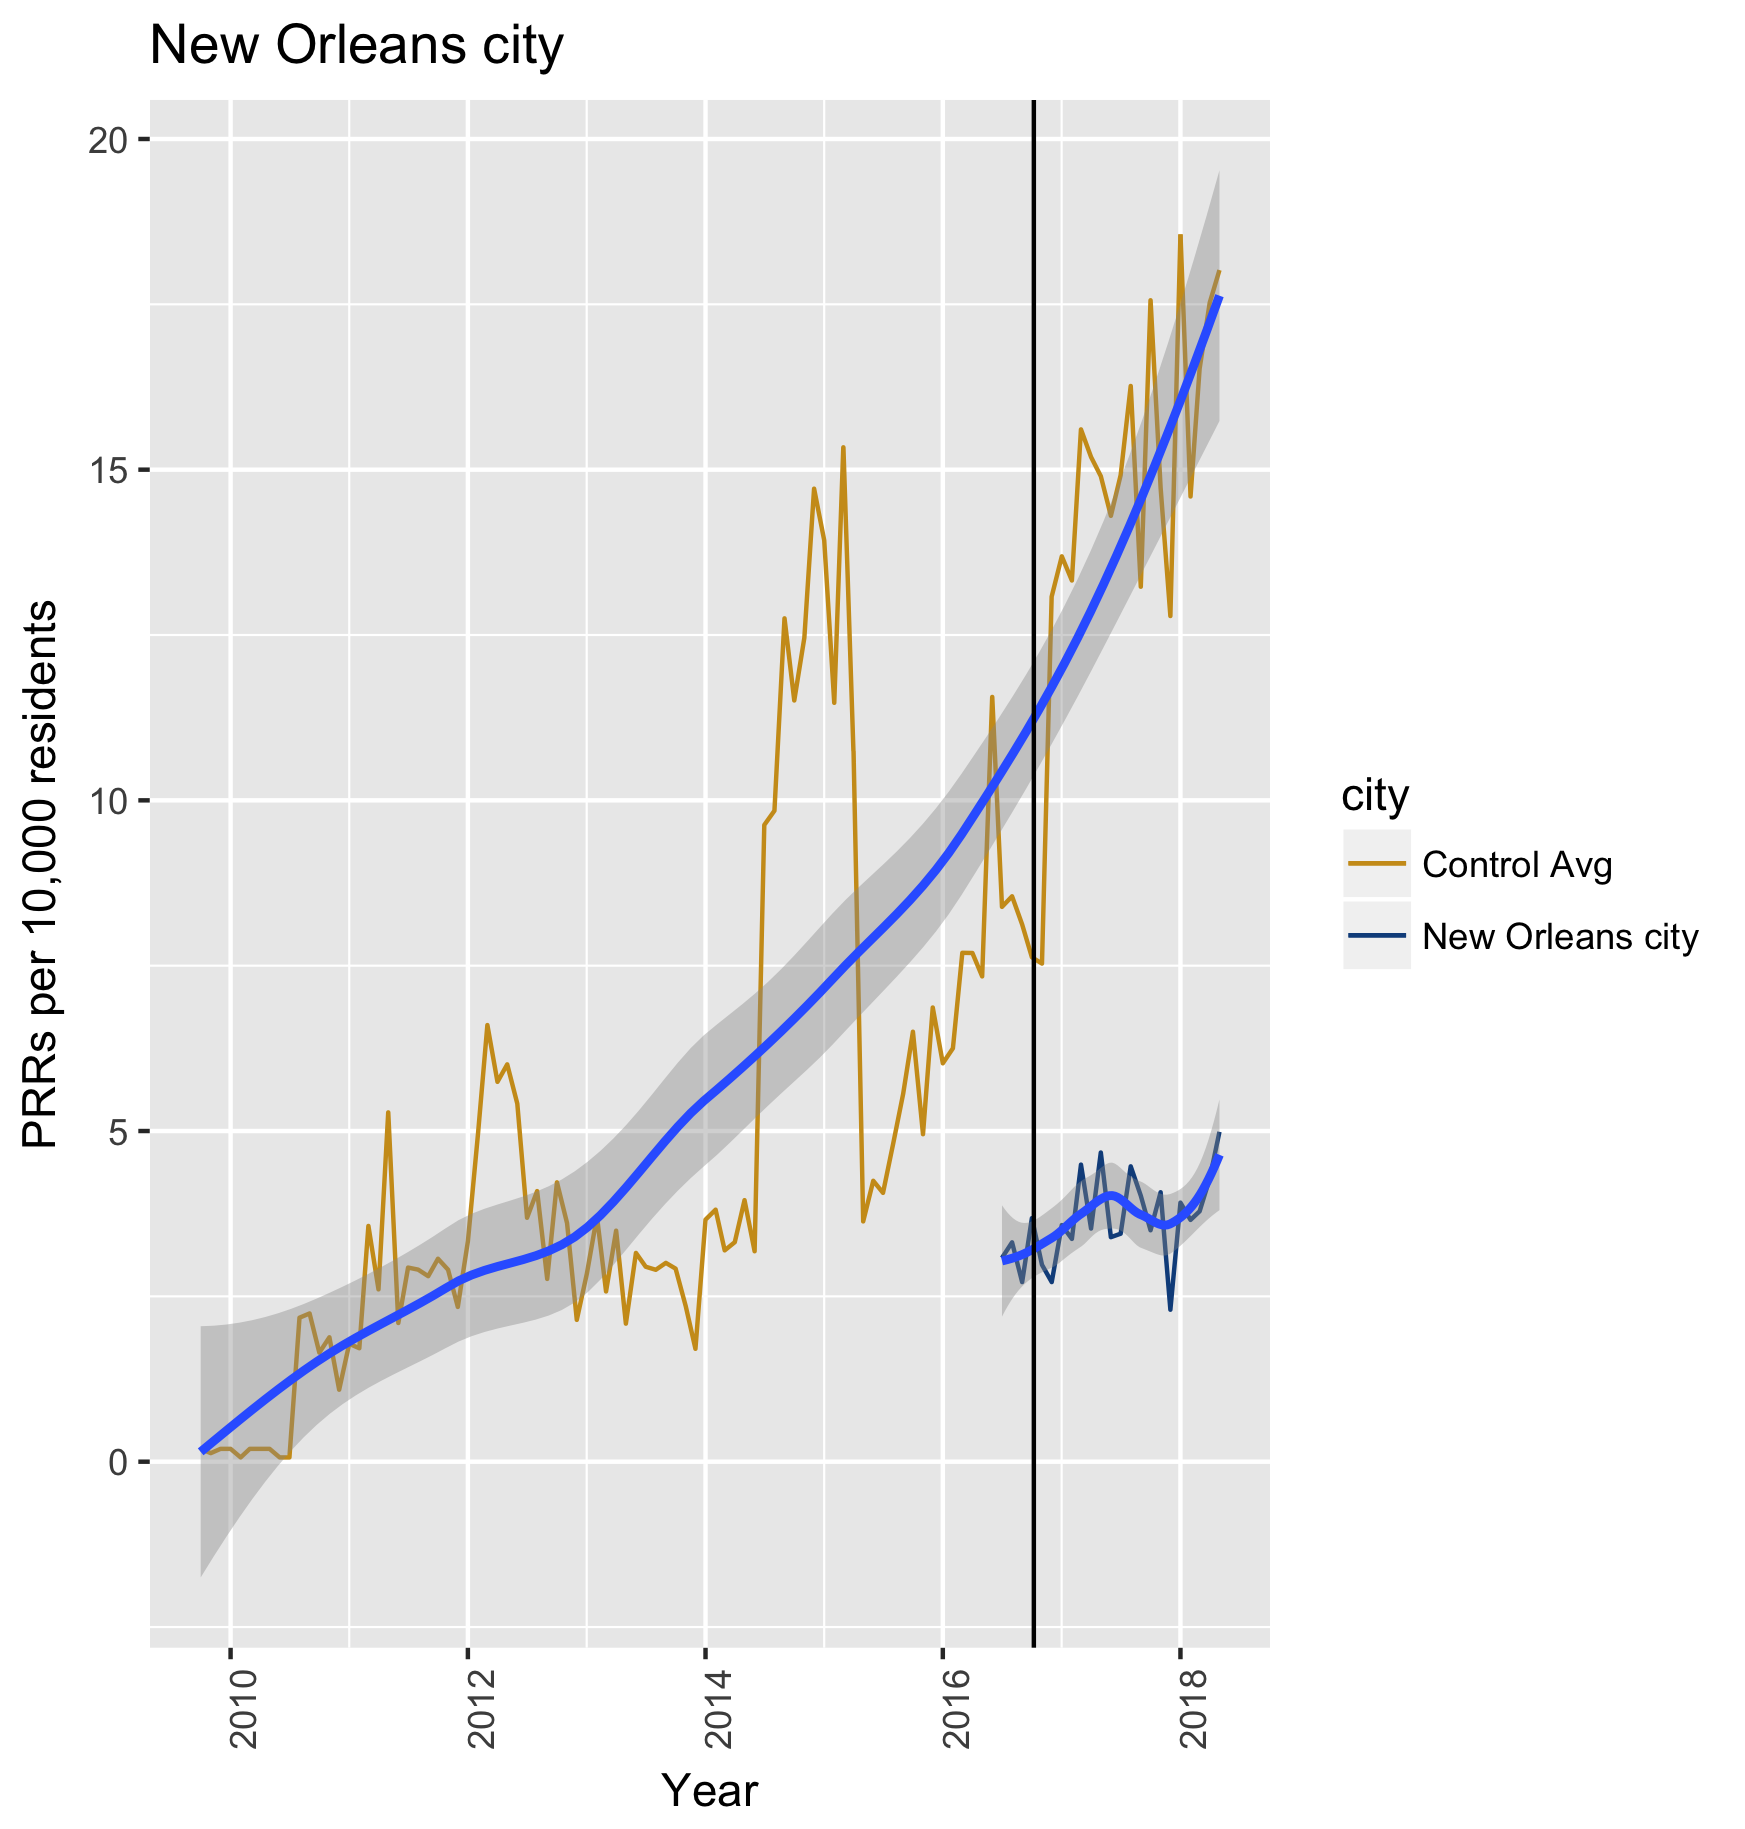 New Orleans city
PRRs per 10,000 residents
20
15
10
5
0
2010
2012
2014
2016
2018
Year
city
Control Avg
New Orleans city